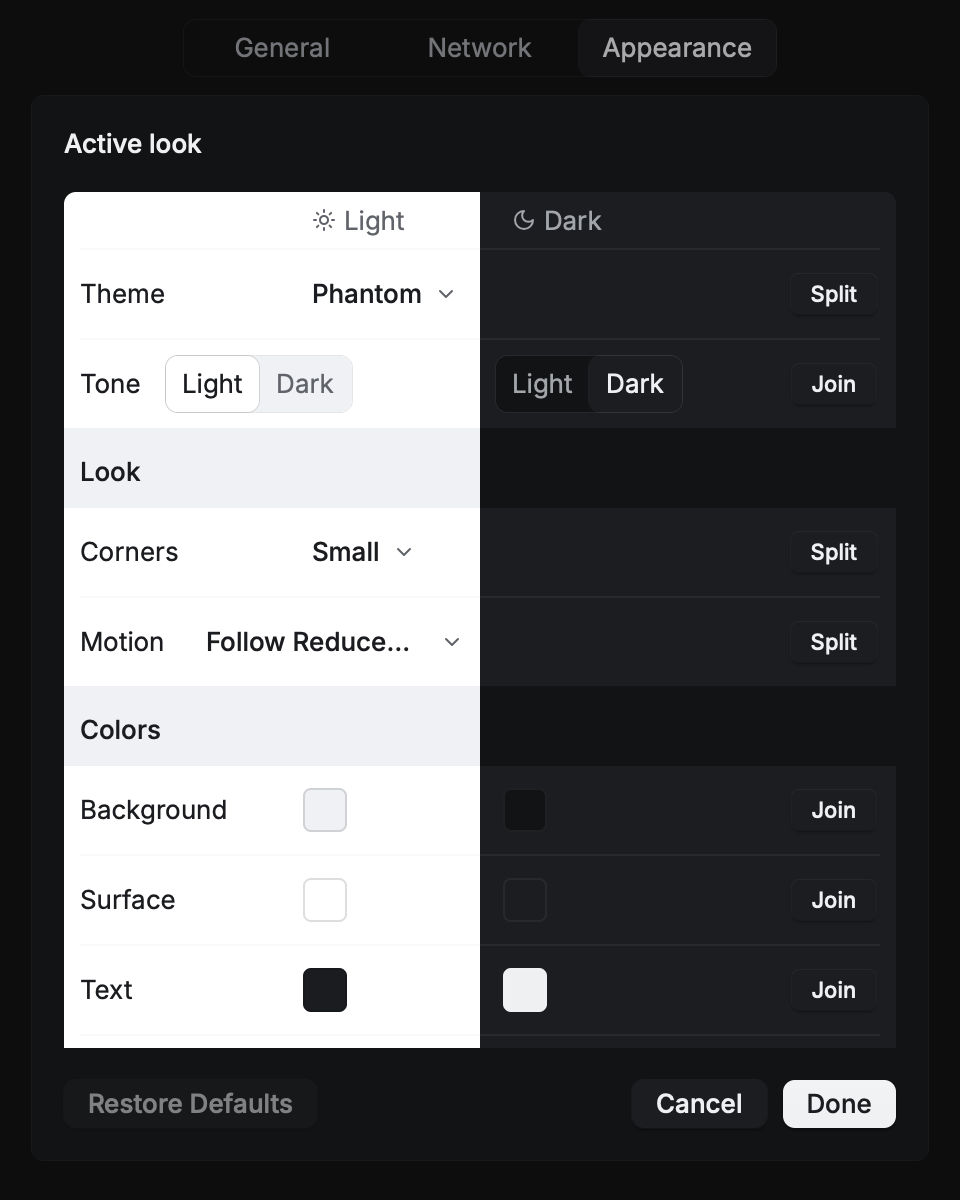 General Network Appearance
Active look
Light Dark
Theme Phantom Split
Tone Light Dark Light Dark Join
Look
Corners Small Split
Motion Follow Reduce... Split
Colors
Background Join
Surface Join
Text Join
Restore Defaults Cancel Done